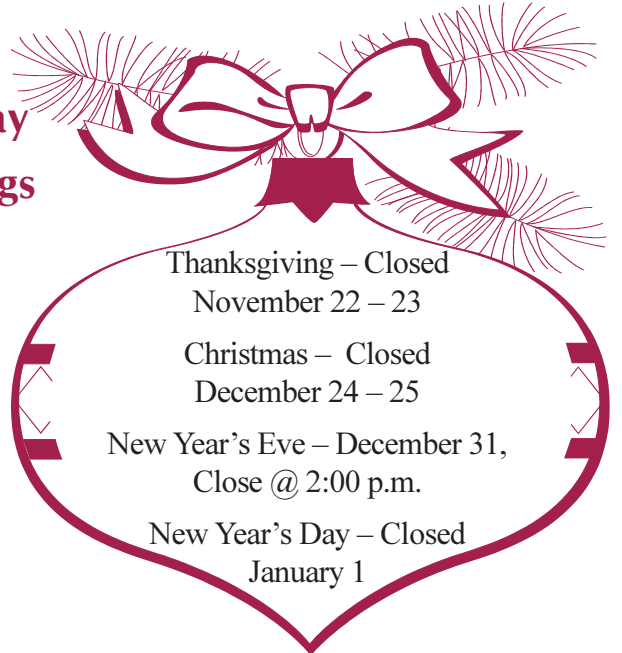 Thanksgiving – Closed
November 22 – 23
Christmas – Closed
December 24 – 25
New Year’s Eve – December 31,
Close @ 2:00 p.m.
New Year’s Day – Closed
January 1